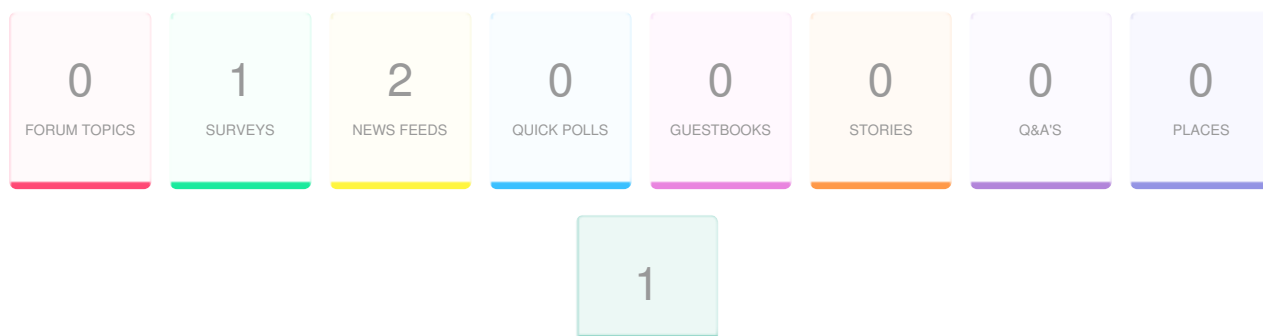 0 1 2 0 0 0 0 0
FORUM TOPICS SURVEYS NEWS FEEDS QUICK POLLS GUESTBOOKS STORIES Q&A'S PLACES
1